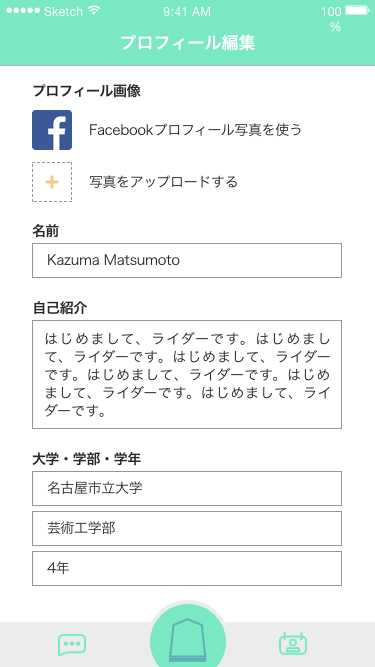 Sketch 9:41 AM 100
%
プロフィール編集
プロフィール画像
Facebookプロフィール写真を使う
写真をアップロードする
名前
Kazuma Matsumoto
自己紹介
はじめまして、ライダーです。はじめまし
て、ライダーです。はじめまして、ライダー
です。はじめまして、ライダーです。はじめ
まして、ライダーです。はじめまして、ライ
ダーです。
大学・学部・学年
名古屋市立大学
芸術工学部
4年